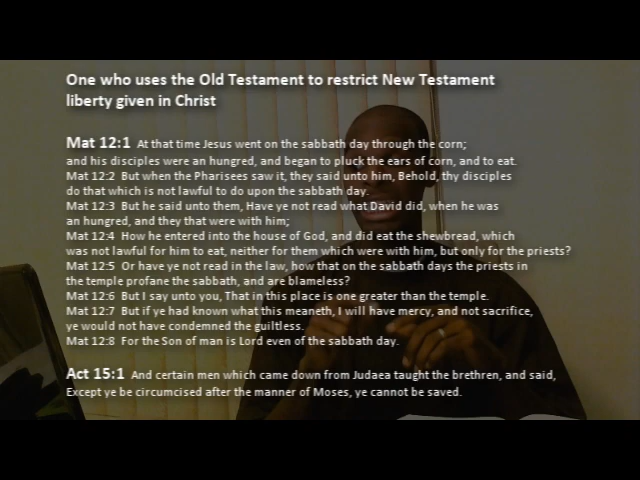 One who uses the Old Testament to restrict New Testament
liberty given in Christ
Mat 12:1 At that time Jesus went on the sabbath day through the corn;
and his disciples were an hungred, and began to pluck the ears of corn, and to eat.
Mat 12:2 But when the Pharisees saw it, they said unto him, Behold, thy disciples
do that which is not lawful to do upon the sabbath day.
Mat 12:3 But he said unto them, Have ye not read what David did, when he was
an hungred, and they that were with him;
Mat 12:4 How he entered into the house of God, and did eat the shewbread, which
was not lawful for him to eat, neither for them which were with him, but only for the priests?
Mat 12:5 Or have ye not read in the law, how that on the sabbath days the priests in
the temple profane the sabbath, and are blameless?
Mat 12:6 But I say unto you, That in this place is one greater than the temple.
Mat 12:7 But if ye had known what this meaneth, I will have mercy, and not sacrifice,
ye would not have condemned the guiltless.
Mat 12:8 For the Son of man is Lord even of the sabbath day.
Act 15:1 And certain men which came down from Judaea taught the brethren, and said,
Except ye be circumcised after the manner of Moses, ye cannot be saved.